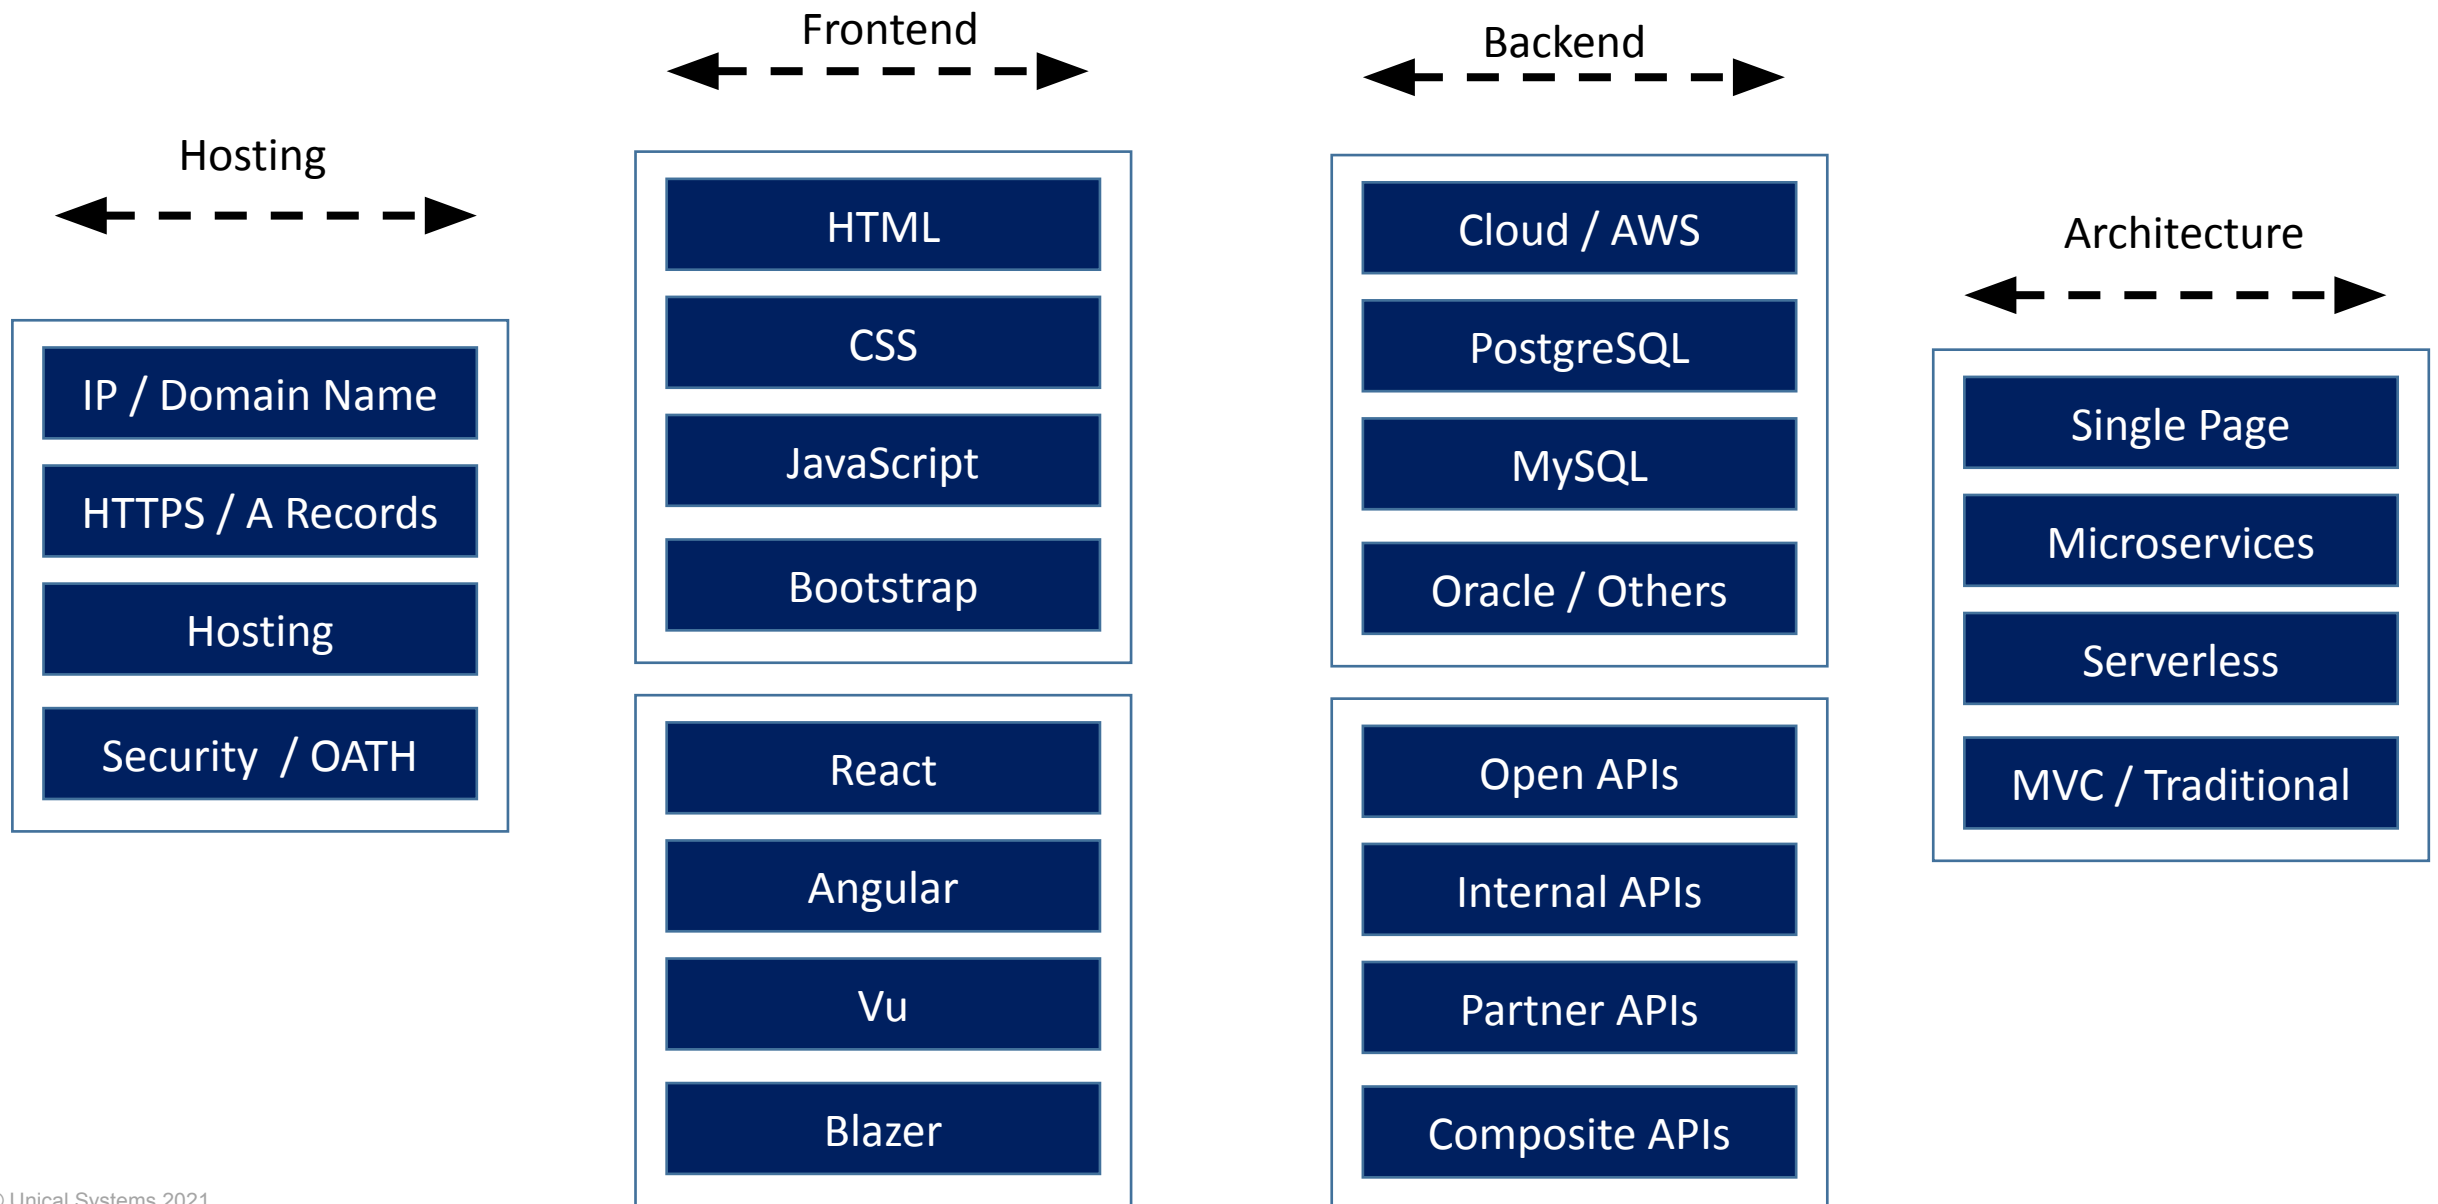 Hosting
IP / Domain Name
HTTPS / A Records
Hosting
Security / OATH
Frontend
HTML
CSS
JavaScript
Bootstrap
React
Angular
Vu
Blazer
Backend
Cloud / AWS
PostgreSQL
MySQL
Oracle / Others
Open APIs
Internal APIs
Partner APIs
Composite APIs
Architecture
Single Page
Microservices
Serverless
MVC / Traditional
© Unical Systems 2021